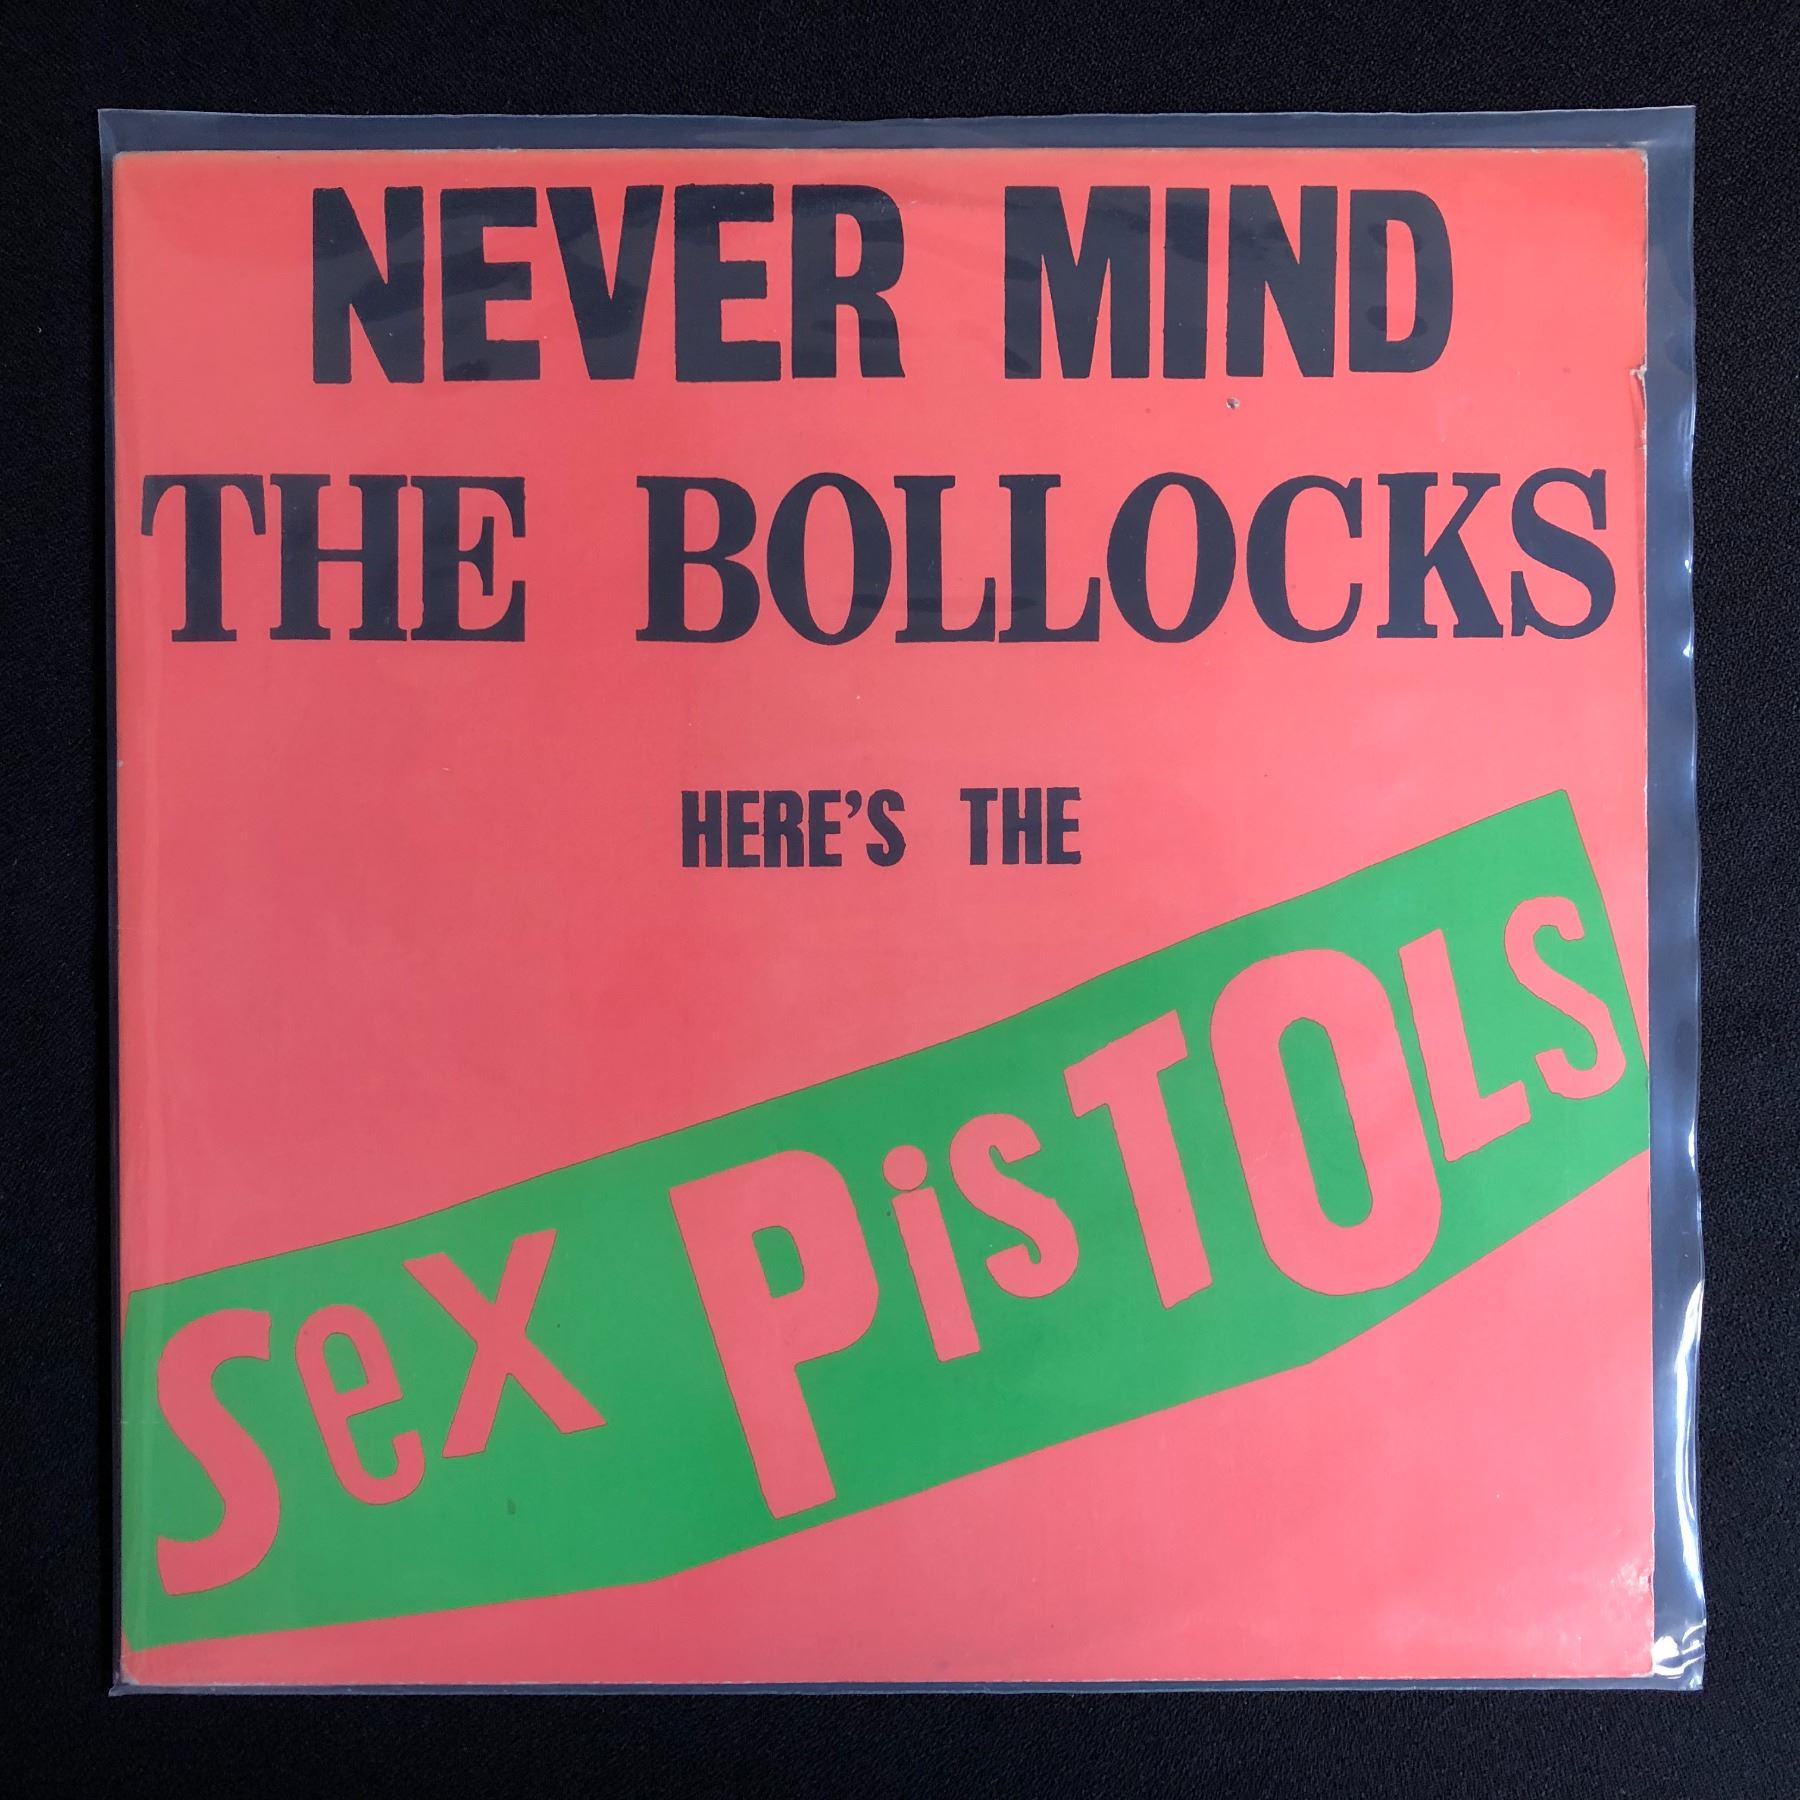 NEVER MIND
THE BOLLOCKS
HERE'S THE
Sex PisTOLS